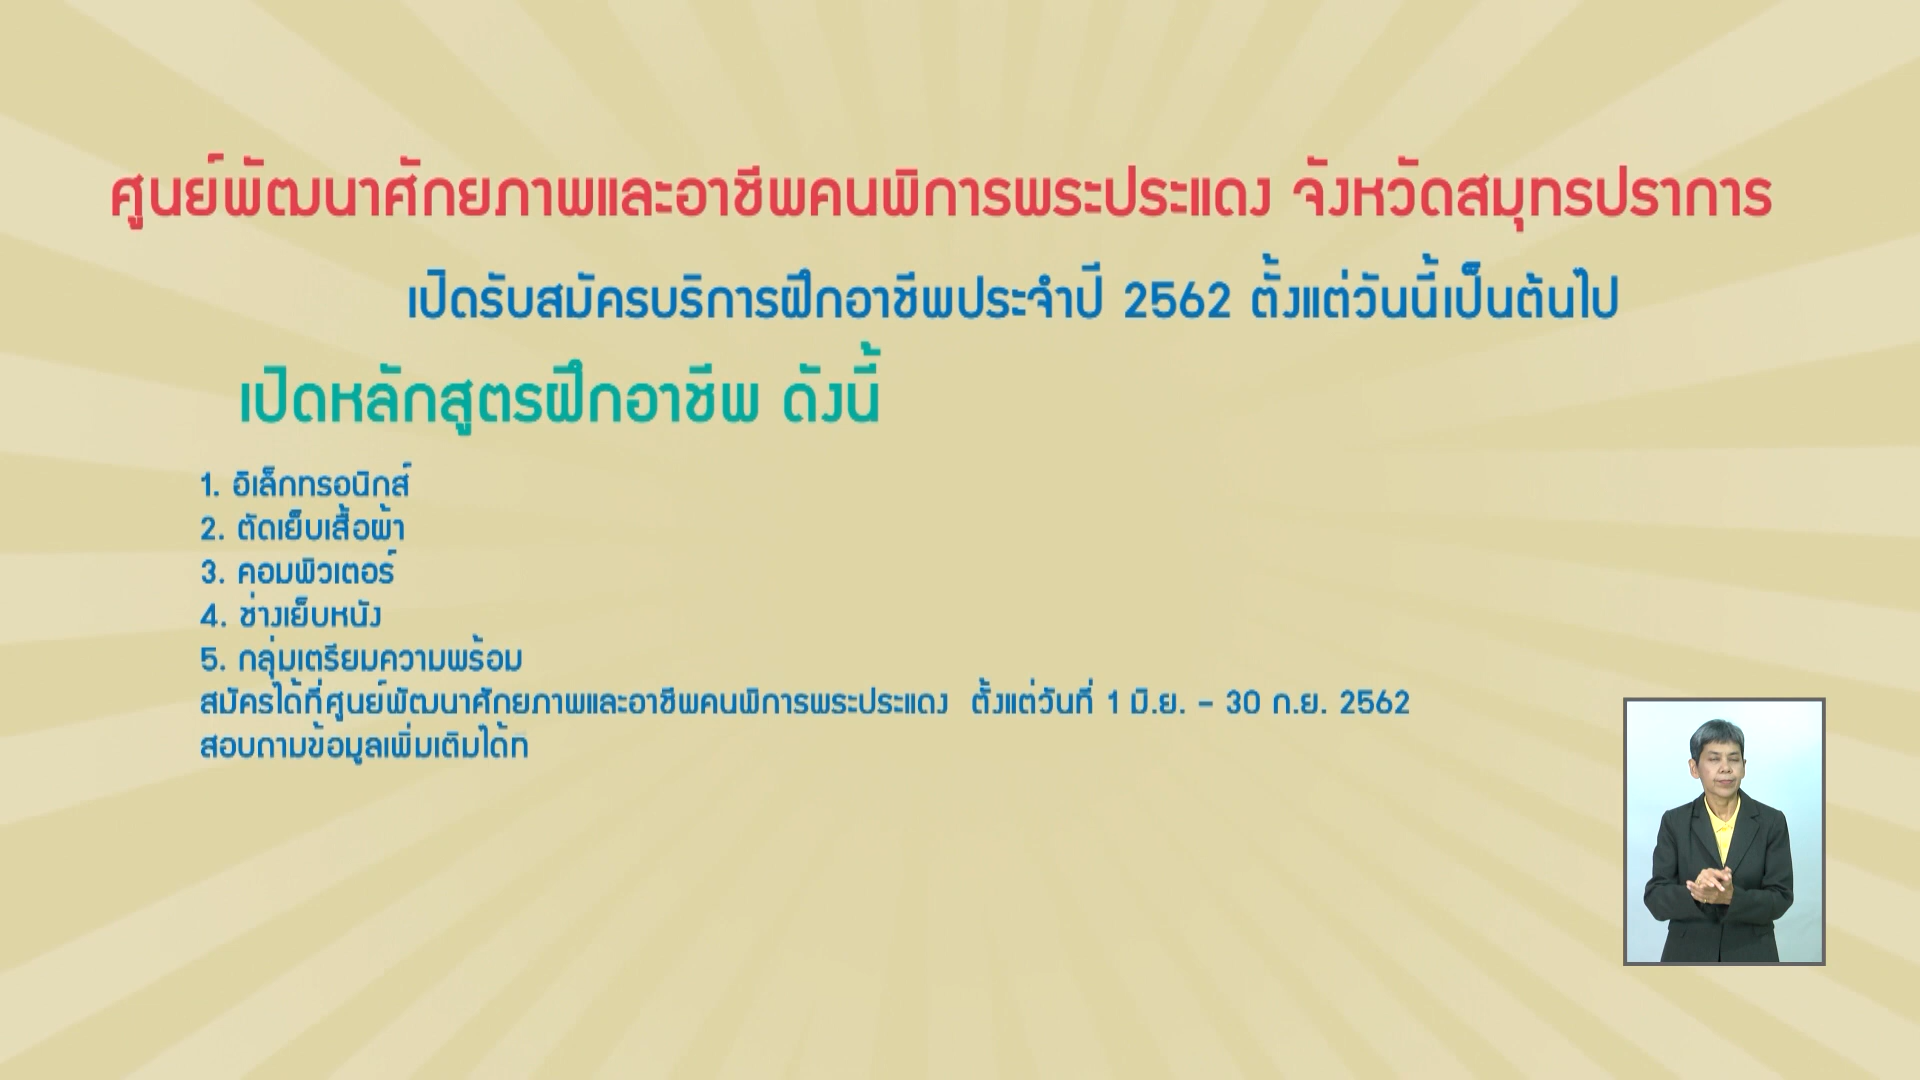 ศูนย์พัฒนาศักยภาพและอาชีพคนพิการพระประแดง จังหวัดสมุทรปราการ
เปิดรับสมัครบริการฝึกอาชีพประจำปี 2562 ตั้งแต่วันนี้เป็นต้นไป
เปิดหลักสูตรฝึกอาชีพ ดังนี้
1. อิเล็กทรอนิกส์
2. ตัดเย็บเสื้อผ้า
3. คอมพิวเตอร์
4. ช่างเย็บหนัง
5. กลุ่มเตรียมความพร้อม
สมัครได้ที่ศูนย์พัฒนาศักยภาพและอาชีพคนพิการพระประแดง ตั้งแต่วันที่ 1 มิ.ย. - 30 ก.ย. 2562
สอบถามข้อมูลเพิ่มเติมได้ท